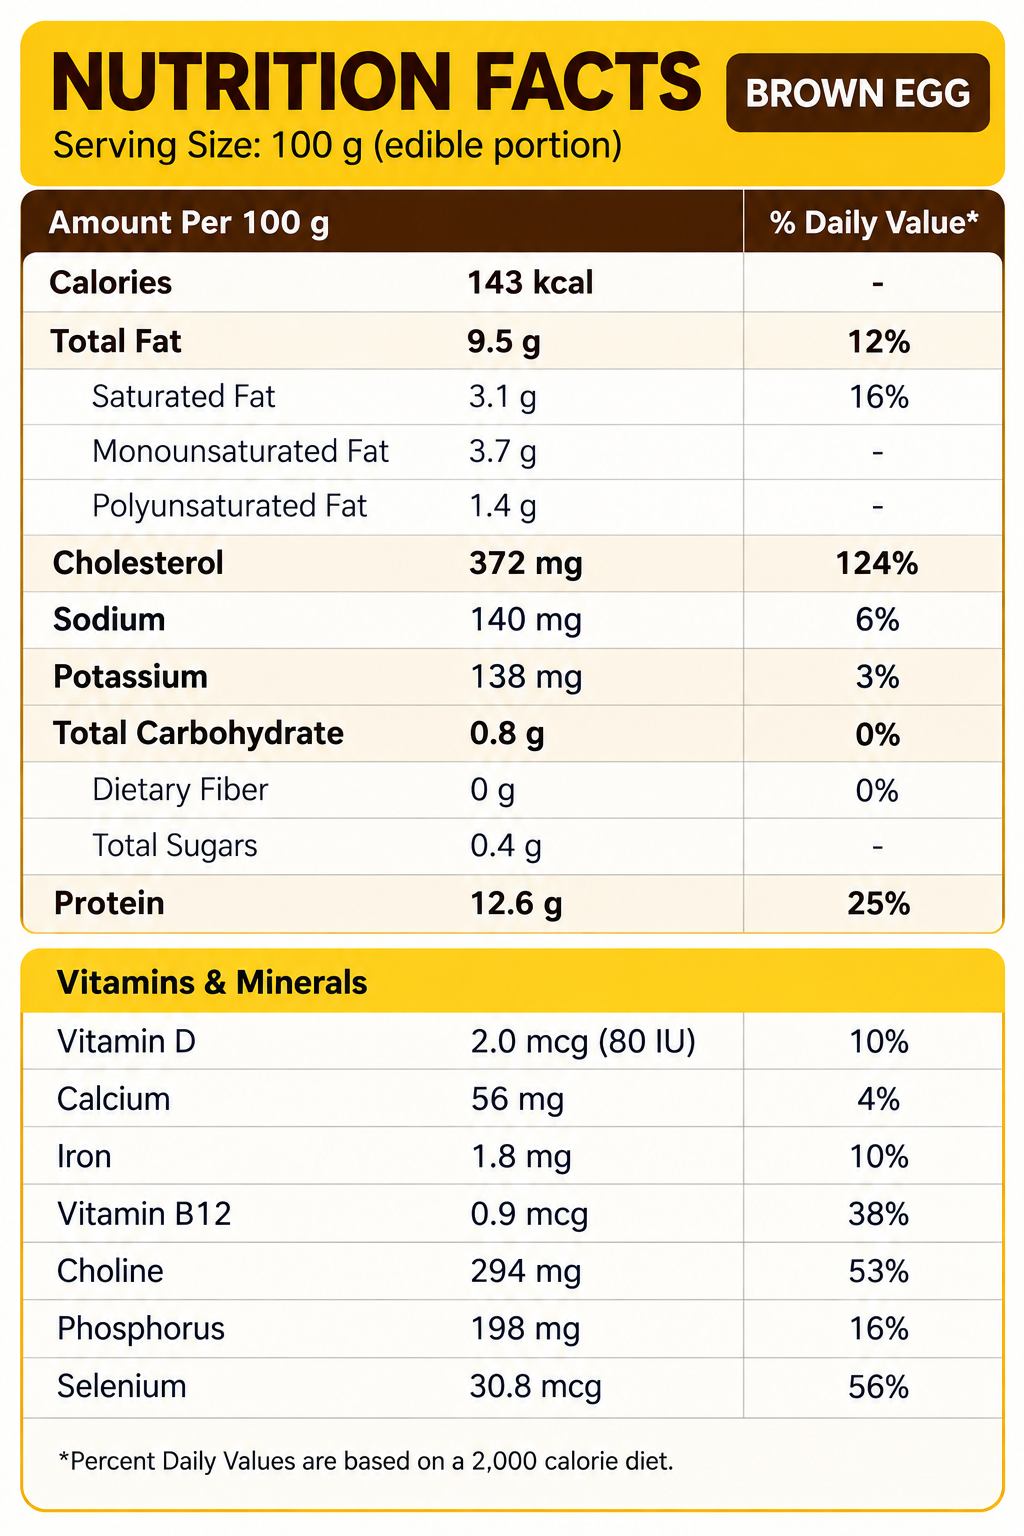 NUTRITION FACTS
BROWN EGG
Serving Size: 100 g (edible portion)
Amount Per 100 g % Daily Value*
Calories 143 kcal -
Total Fat 9.5 g 12%
Saturated Fat 3.1 g 16%
Monounsaturated Fat 3.7 g -
Polyunsaturated Fat 1.4 g -
Cholesterol 372 mg 124%
Sodium 140 mg 6%
Potassium 138 mg 3%
Total Carbohydrate 0.8 g 0%
Dietary Fiber 0 g 0%
Total Sugars 0.4 g -
Protein 12.6 g 25%
Vitamins & Minerals
Vitamin D 2.0 mcg (80 IU) 10%
Calcium 56 mg 4%
Iron 1.8 mg 10%
Vitamin B12 0.9 mcg 38%
Choline 294 mg 53%
Phosphorus 198 mg 16%
Selenium 30.8 mcg 56%
*Percent Daily Values are based on a 2,000 calorie diet.